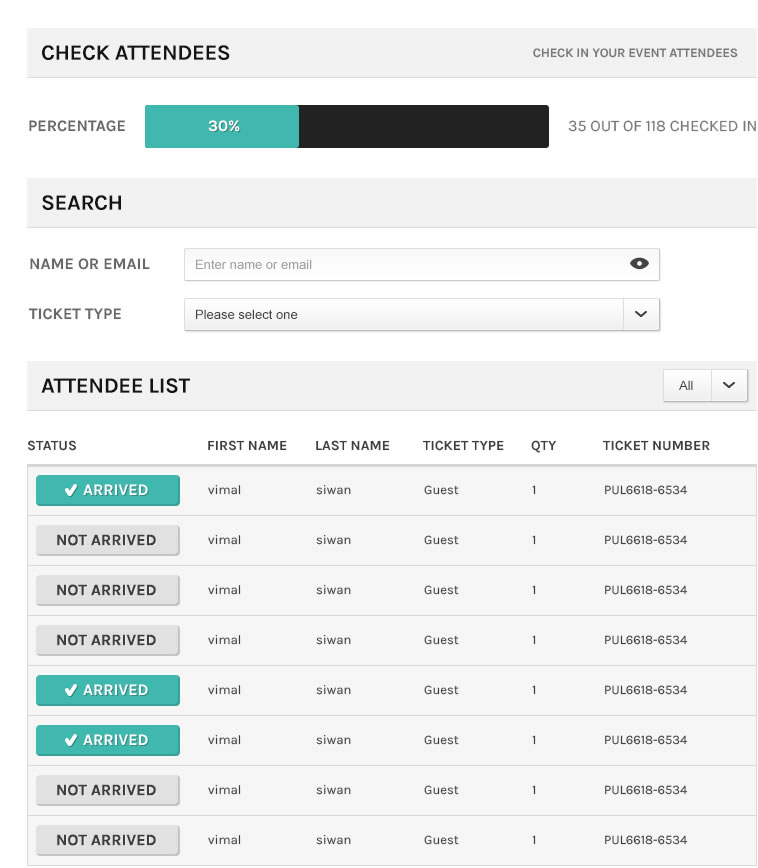 CHECK ATTENDEES CHECK IN YOUR EVENT ATTENDEES
PERCENTAGE 30% 35 OUT OF 118 CHECKED IN
SEARCH
NAME OR EMAIL Enter name or email
TICKET TYPE Please select one
ATTENDEE LIST All
STATUS FIRST NAME LAST NAME TICKET TYPE QTY TICKET NUMBER
ARRIVED vimal siwan Guest 1 PUL6618-6534
NOT ARRIVED vimal siwan Guest 1 PUL6618-6534
NOT ARRIVED vimal siwan Guest 1 PUL6618-6534
NOT ARRIVED vimal siwan Guest 1 PUL6618-6534
ARRIVED vimal siwan Guest 1 PUL6618-6534
ARRIVED vimal siwan Guest 1 PUL6618-6534
NOT ARRIVED vimal siwan Guest 1 PUL6618-6534
NOT ARRIVED vimal siwan Guest 1 PUL6618-6534